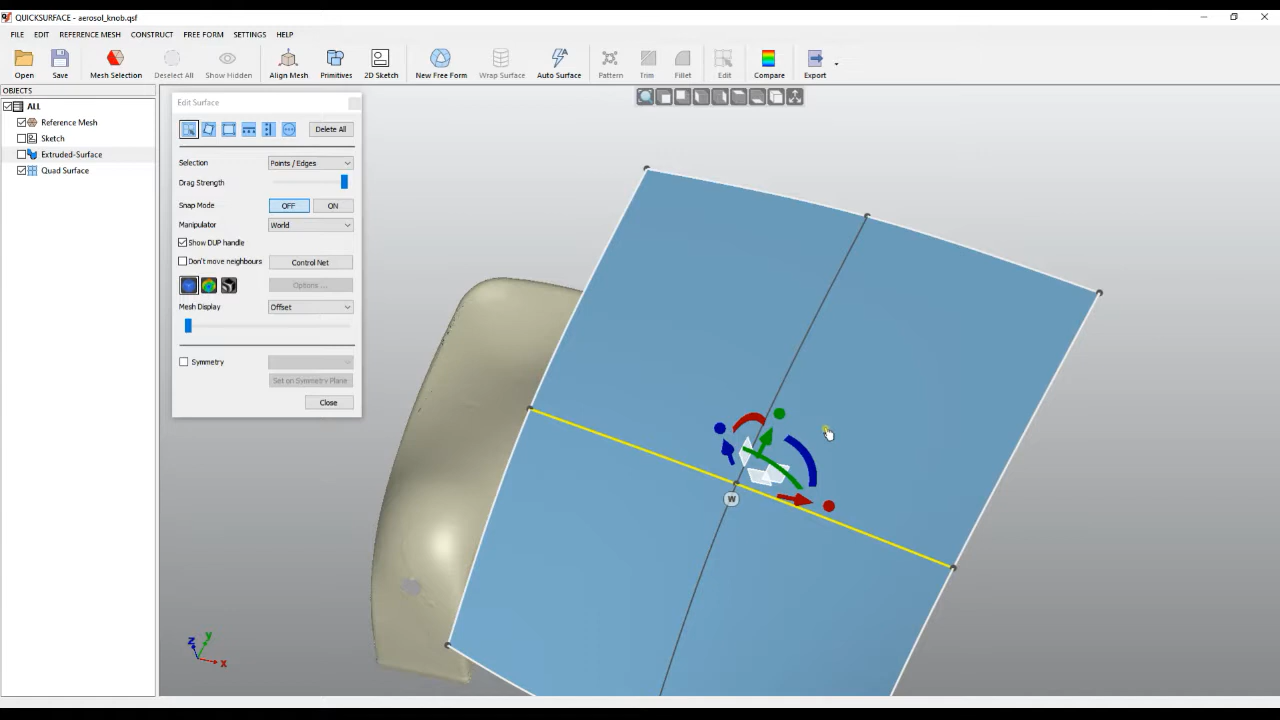 QUICKSURFACE - aerosol_knob.qsf
FILE EDIT REFERENCE MESH CONSTRUCT FREE FORM SETTINGS HELP
Open Save Mesh Selection Deselect All Show Hidden Align Mesh Primitives 2D Sketch New Free Form Wrap Surface Auto Surface Pattern Trim Fillet Edit Compare Export
OBJECTS
ALL
Reference Mesh
Sketch
Extruded-Surface
Quad Surface
Edit Surface
Delete All
Selection Points / Edges
Drag Strength
Snap Mode OFF ON
Manipulator World
Show DUP handle
Don't move neighbours Control Net
Options ...
Mesh Display Offset
Symmetry
Set on Symmetry Plane
Close
W
z y x